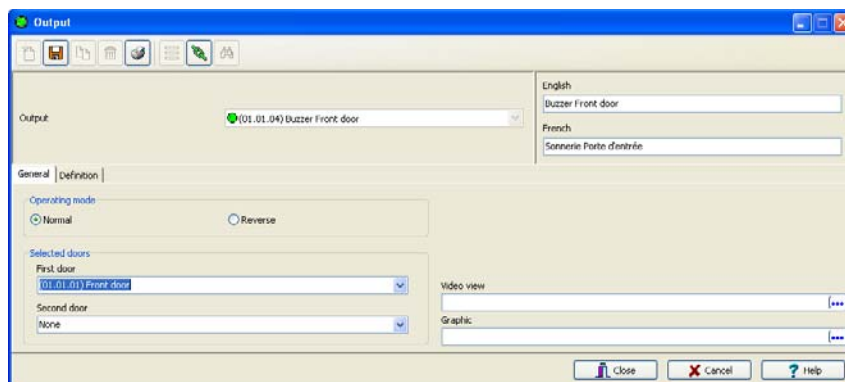 Output
Output
(01.01.04) Buzzer Front door
English
Buzzer Front door
French
Sonnerie Porte d'entrée
General
Definition
Operating mode
Normal
Reverse
Selected doors
First door
(01.01.01) Front door
Second door
None
Video view
Graphic
Close
Cancel
? Help